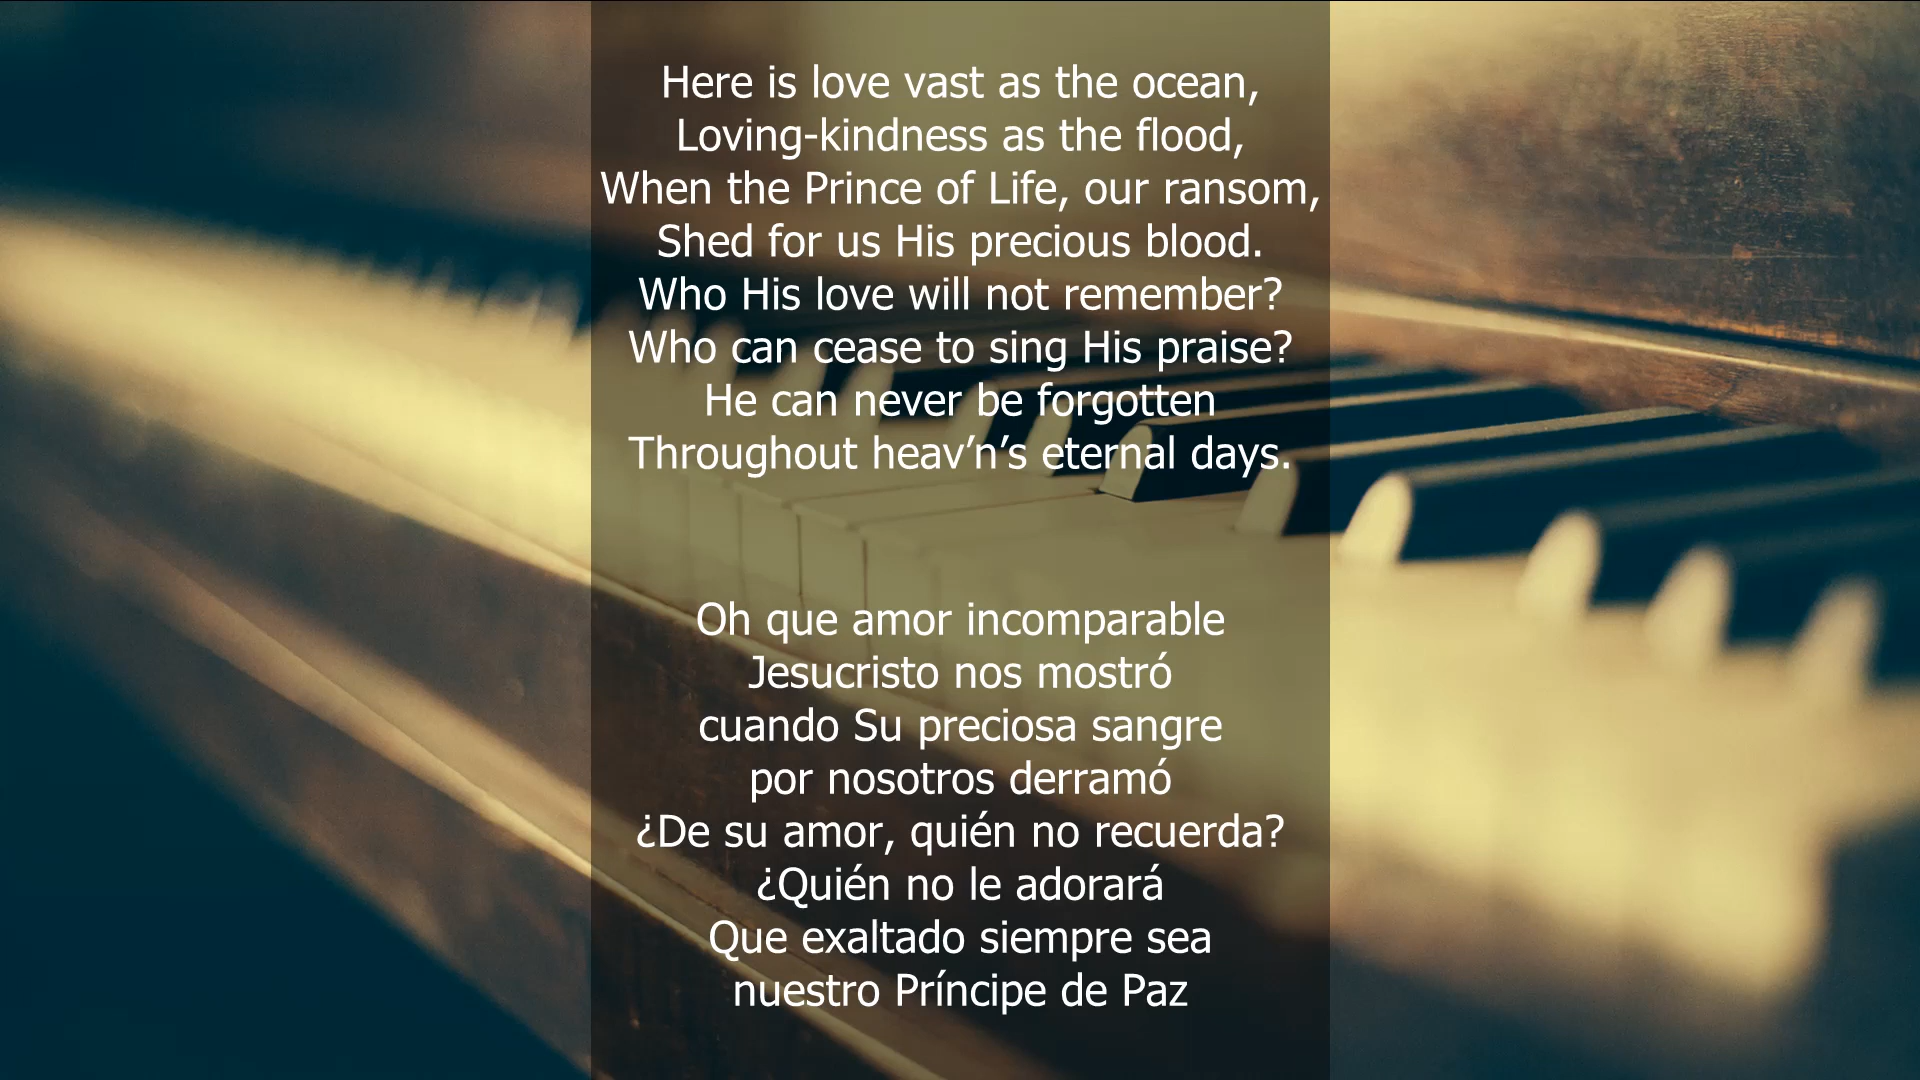 Here is love vast as the ocean,
Loving-kindness as the flood,
When the Prince of Life, our ransom,
Shed for us His precious blood.
Who His love will not remember?
Who can cease to sing His praise?
He can never be forgotten
Throughout heav’n’s eternal days.
Oh que amor incomparable
Jesucristo nos mostró
cuando Su preciosa sangre
por nosotros derramó
¿De su amor, quién no recuerda?
¿Quién no le adorará
Que exaltado siempre sea
nuestro Príncipe de Paz